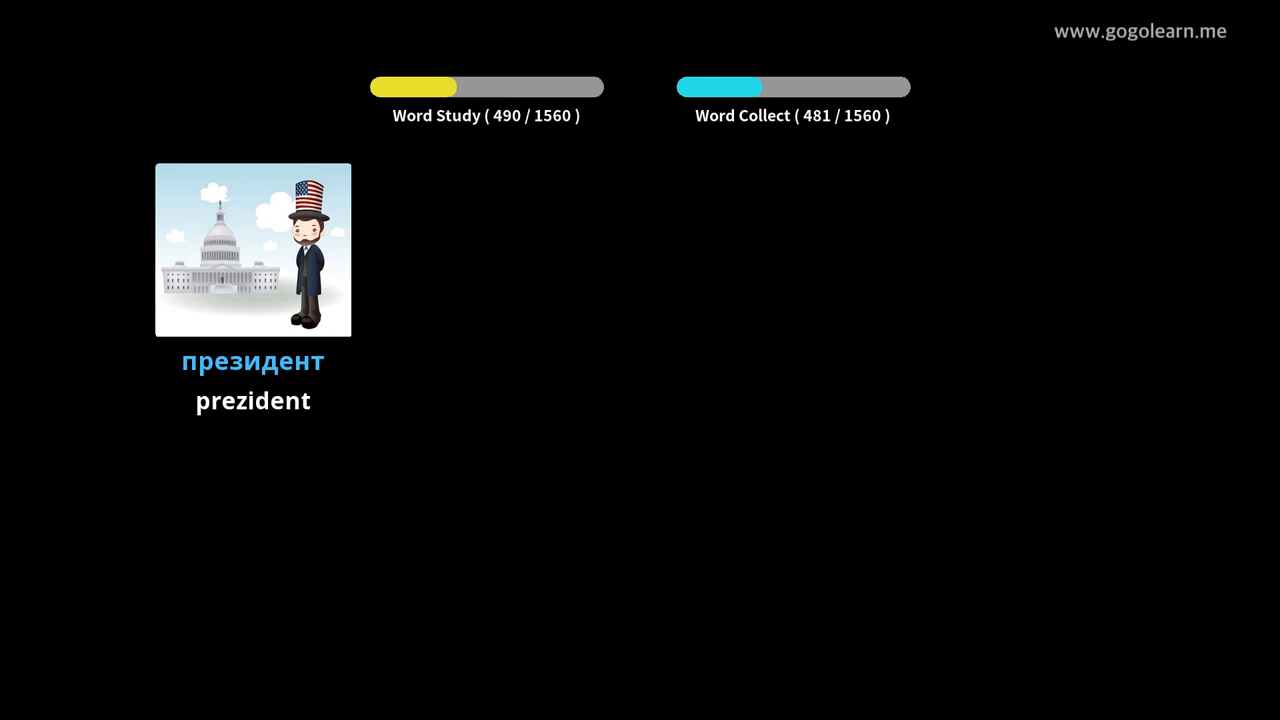 www.gogolearn.me
Word Study ( 490 / 1560 )
Word Collect ( 481 / 1560 )
президент
prezident